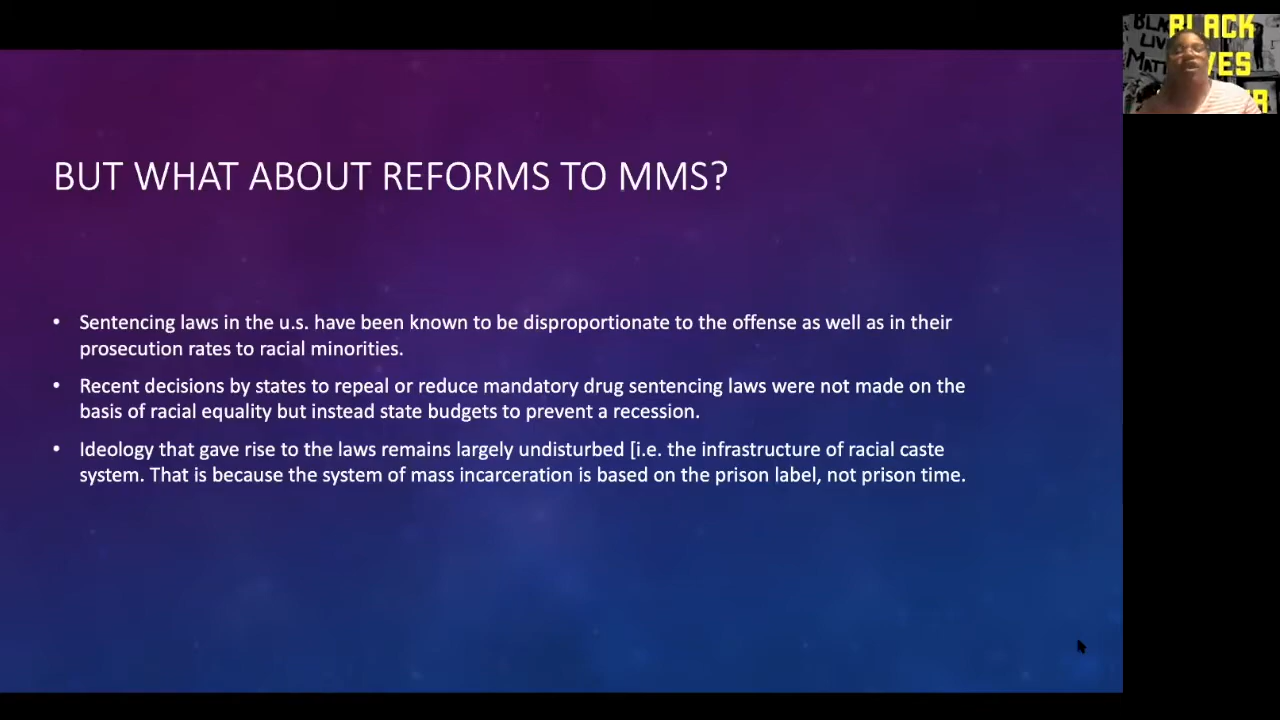 BUT WHAT ABOUT REFORMS TO MMS?
• Sentencing laws in the u.s. have been known to be disproportionate to the offense as well as in their
prosecution rates to racial minorities.
• Recent decisions by states to repeal or reduce mandatory drug sentencing laws were not made on the
basis of racial equality but instead state budgets to prevent a recession.
• Ideology that gave rise to the laws remains largely undisturbed [i.e. the infrastructure of racial caste
system. That is because the system of mass incarceration is based on the prison label, not prison time.
BLACK